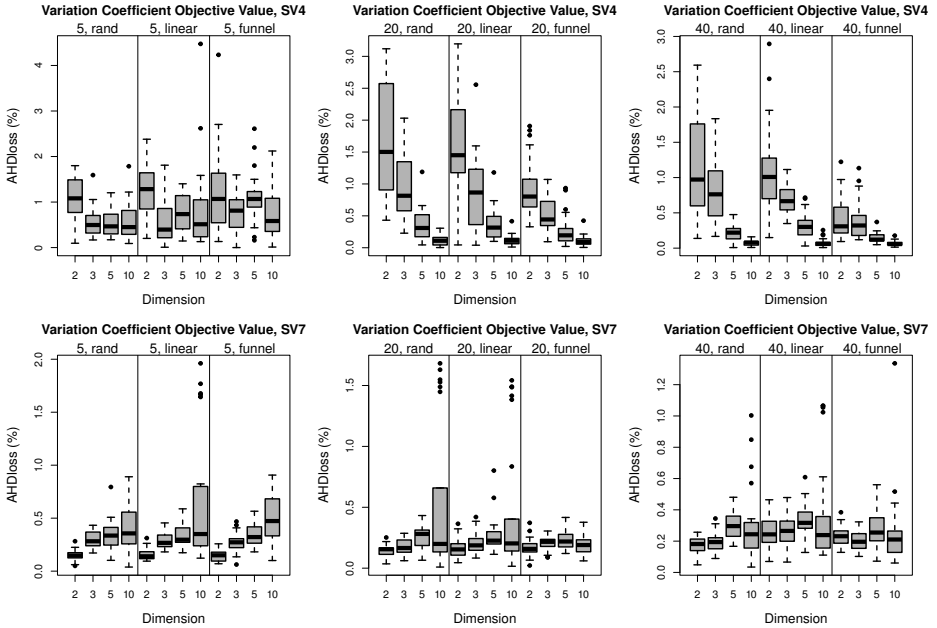 Variation Coefficient Objective Value, SV4
5, rand 5, linear 5, funnel
AHDloss (%)
0 1 2 3 4
2 3 5 10 2 3 5 10 2 3 5 10
Dimension
Variation Coefficient Objective Value, SV4
20, rand 20, linear 20, funnel
AHDloss (%)
0.0 0.5 1.0 1.5 2.0 2.5 3.0
2 3 5 10 2 3 5 10 2 3 5 10
Dimension
Variation Coefficient Objective Value, SV4
40, rand 40, linear 40, funnel
AHDloss (%)
0.0 0.5 1.0 1.5 2.0 2.5 3.0
2 3 5 10 2 3 5 10 2 3 5 10
Dimension
Variation Coefficient Objective Value, SV7
5, rand 5, linear 5, funnel
AHDloss (%)
0.0 0.5 1.0 1.5 2.0
2 3 5 10 2 3 5 10 2 3 5 10
Dimension
Variation Coefficient Objective Value, SV7
20, rand 20, linear 20, funnel
AHDloss (%)
0.0 0.5 1.0 1.5
2 3 5 10 2 3 5 10 2 3 5 10
Dimension
Variation Coefficient Objective Value, SV7
40, rand 40, linear 40, funnel
AHDloss (%)
0.0 0.2 0.4 0.6 0.8 1.0 1.2
2 3 5 10 2 3 5 10 2 3 5 10
Dimension